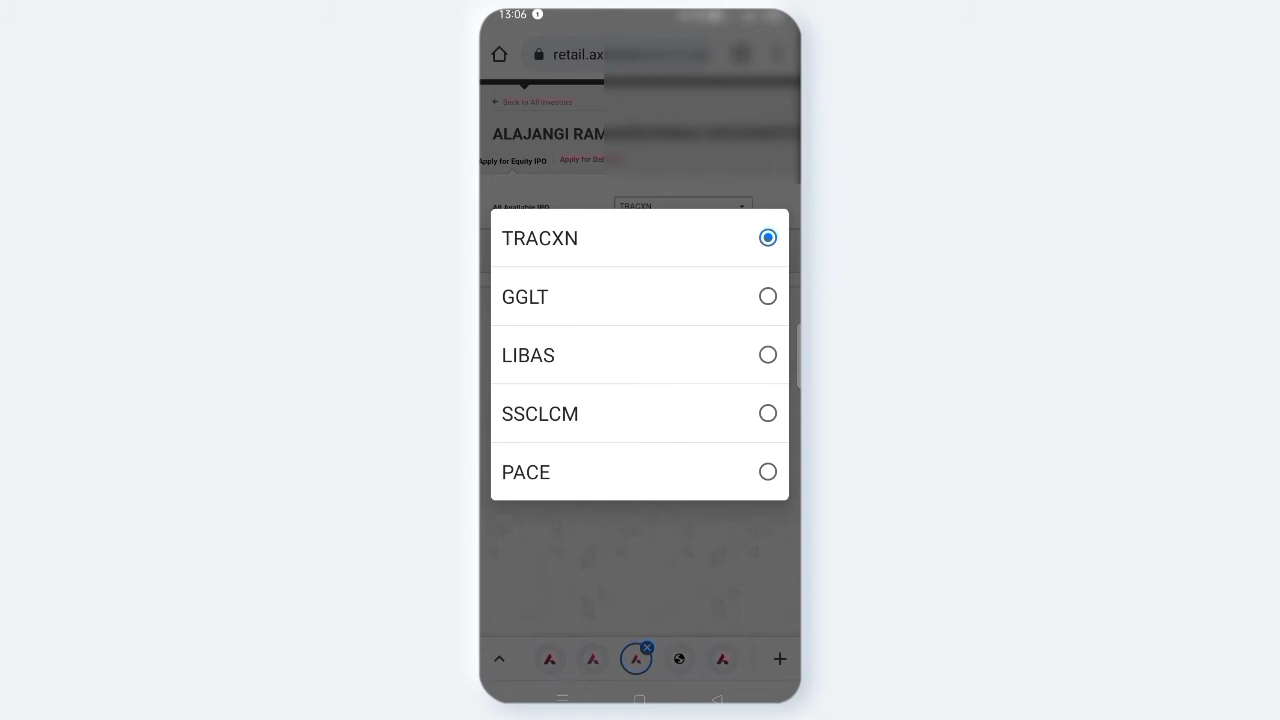 13:06
retail.ax
Back to All Investors
ALAJANGI RAM
Apply for Equity IPO Apply for Deb
All Available IPO TRACXN
TRACXN
GGLT
LIBAS
SSCLCM
PACE